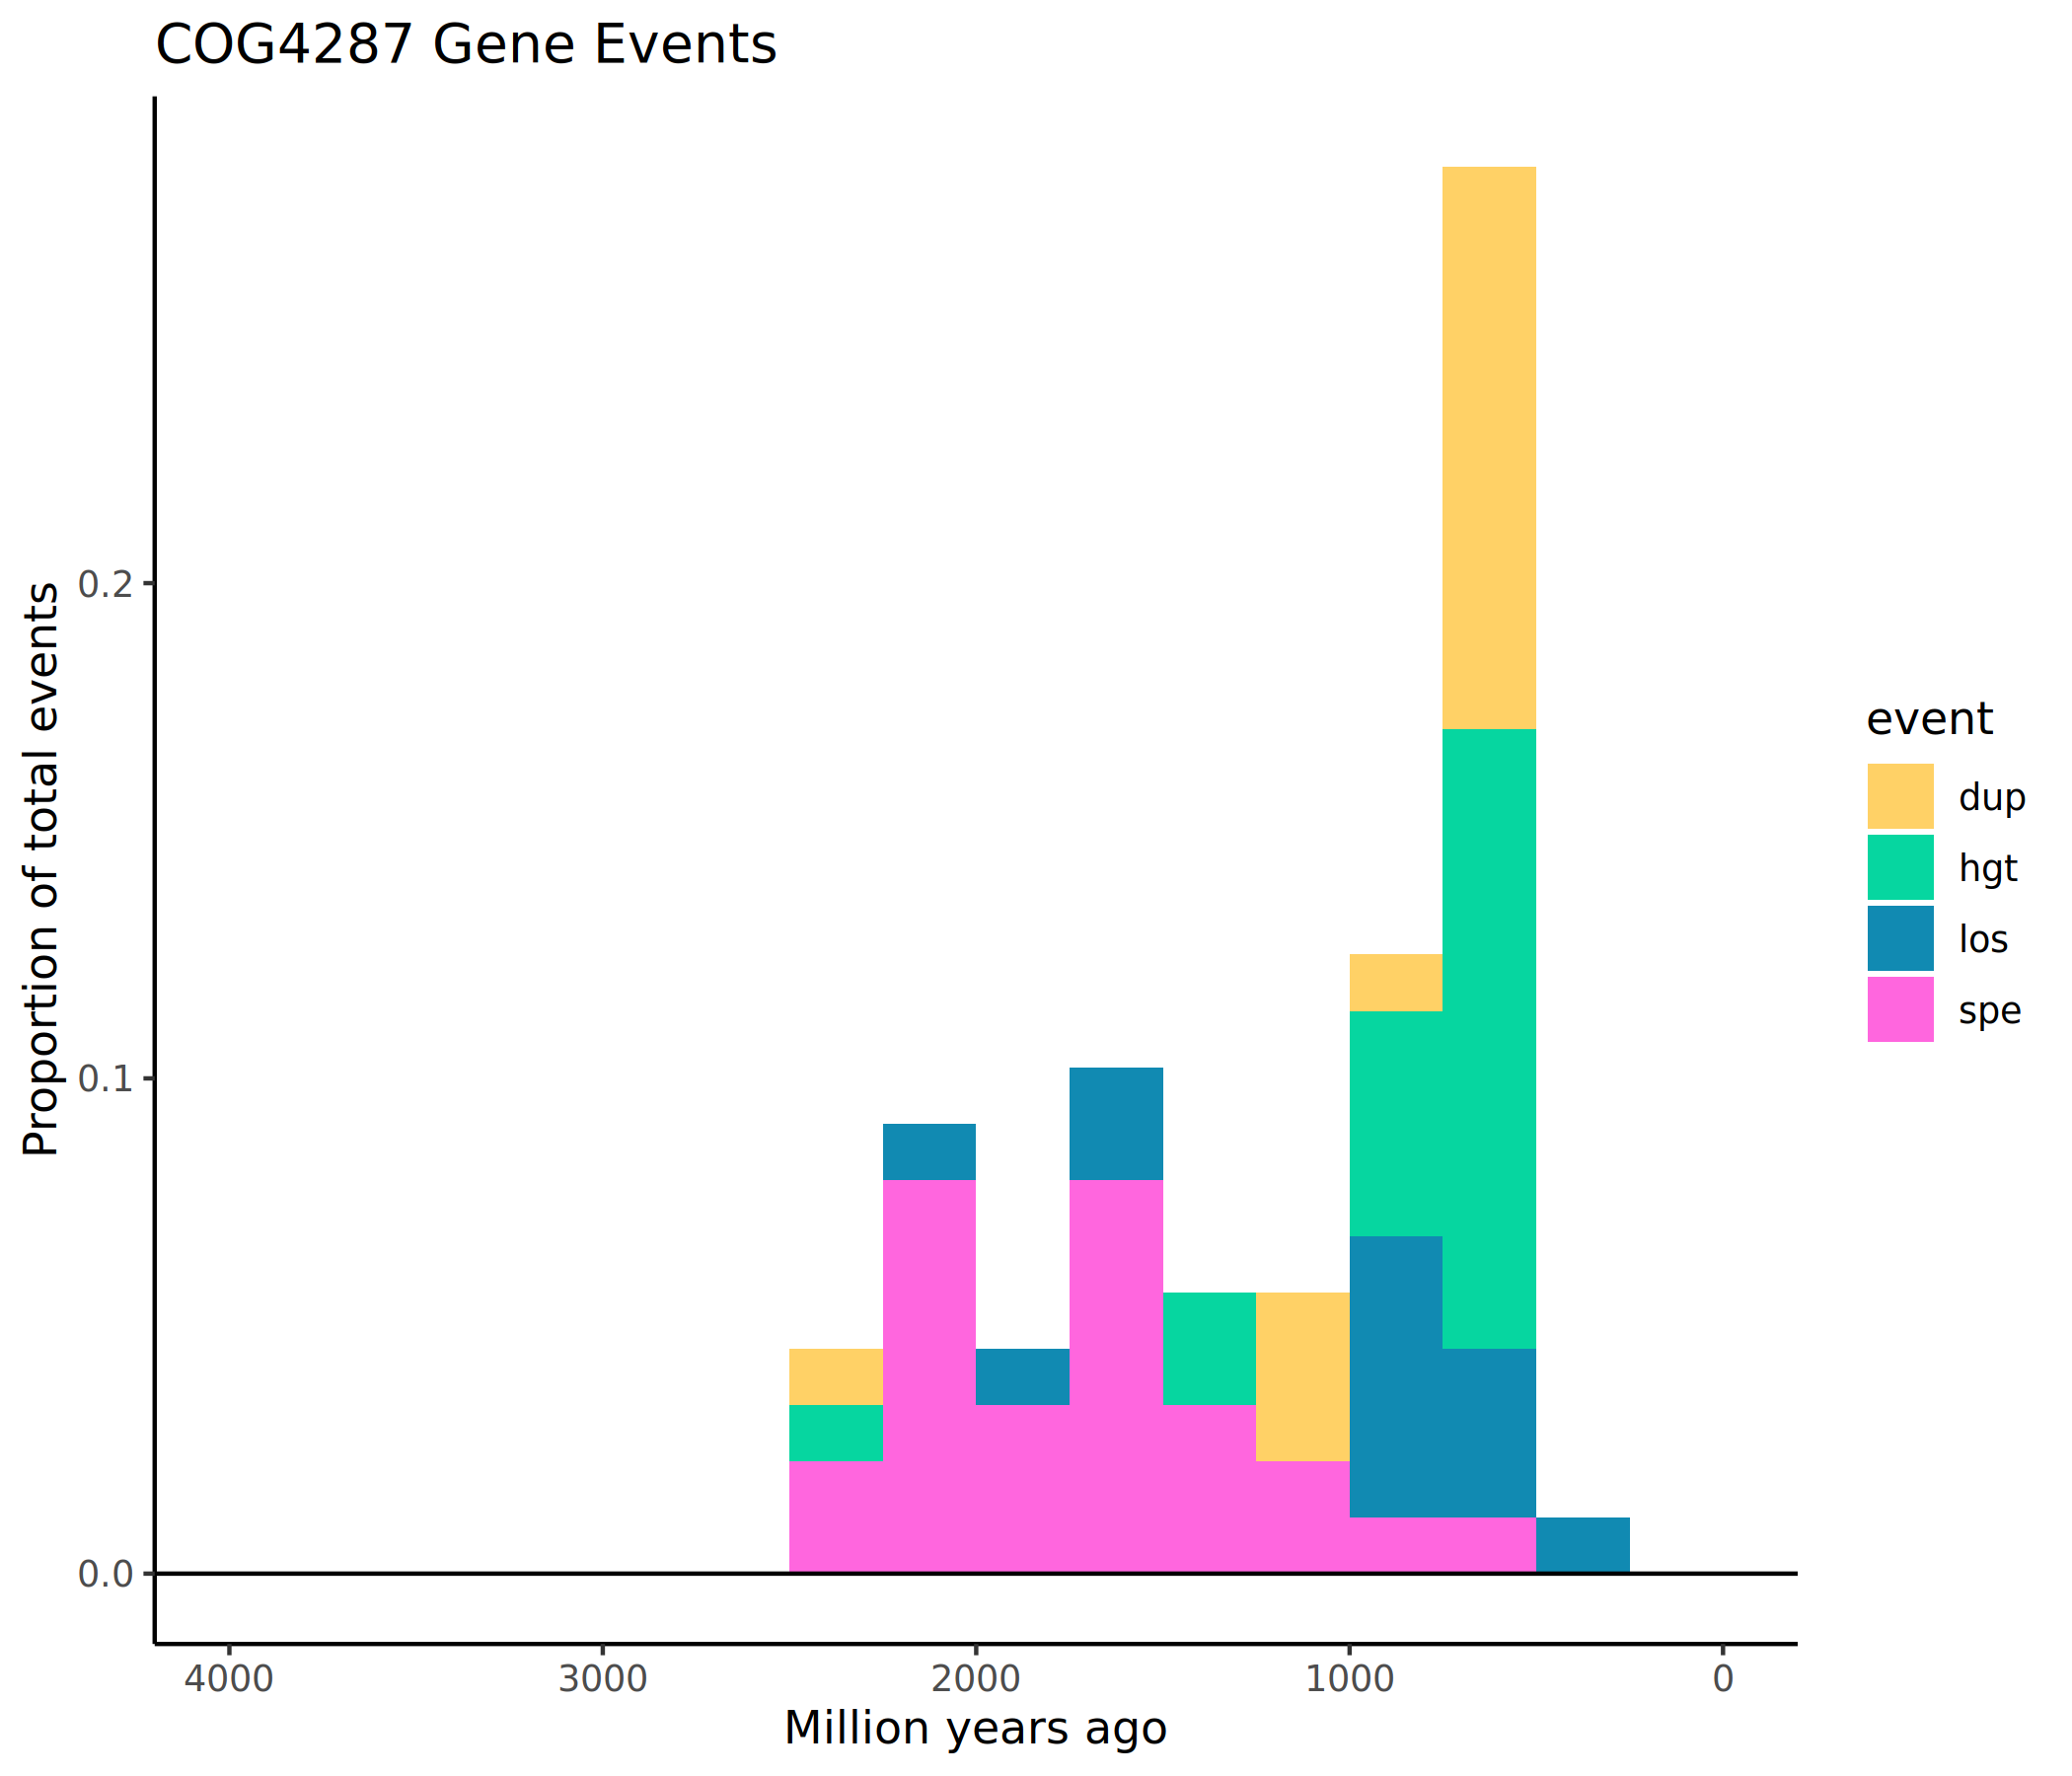 COG4287 Gene Events
Proportion of total events
0.2
0.1
0.0
4000 3000 2000 1000 0
Million years ago
event
dup
hgt
los
spe